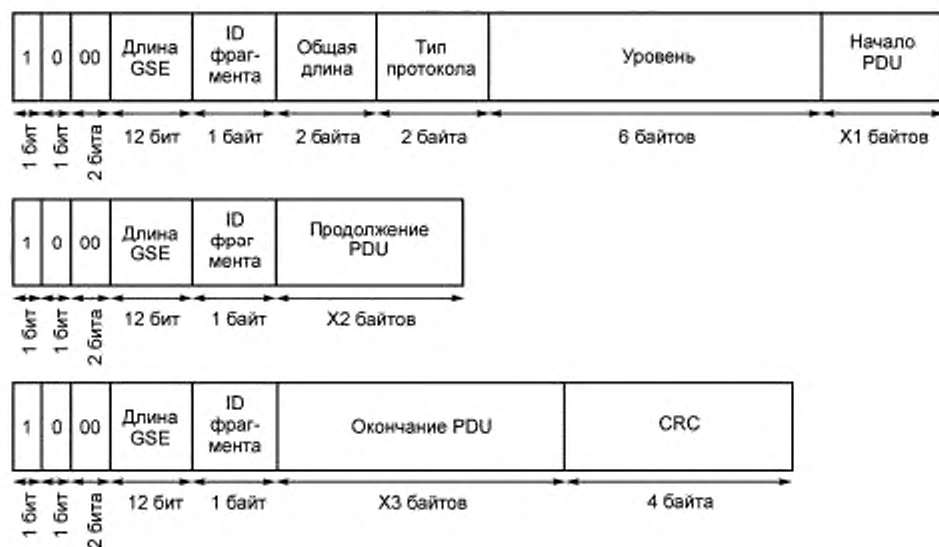 1
0
00
Длина
GSE
ID
фраг-
мента
Общая
длина
Тип
протокола
Уровень
Начало
PDU
1 бит
1 бит
2 бита
12 бит
1 байт
2 байта
2 байта
6 байтов
X1 байтов
1
0
00
Длина
GSE
ID
фраг
мента
Продолжение
PDU
1 бит
1 бит
2 бита
12 бит
1 байт
X2 байтов
1
0
00
Длина
GSE
ID
фраг-
мента
Окончание PDU
CRC
1 бит
1 бит
2 бита
12 бит
1 байт
X3 байтов
4 байта